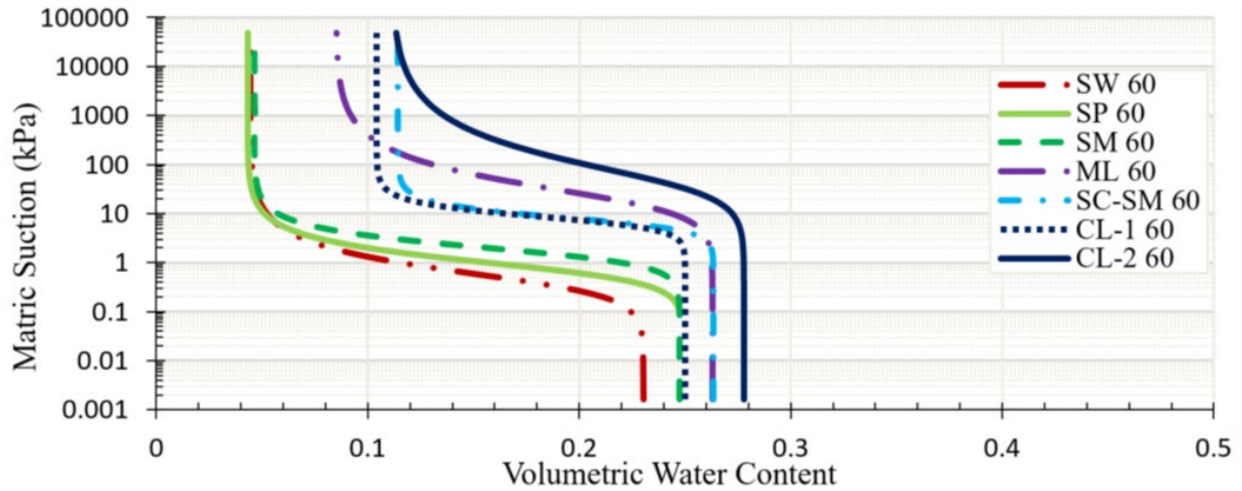 Matric Suction (kPa)
100000
10000
1000
100
10
1
0.1
0.01
0.001
SW 60
SP 60
SM 60
ML 60
SC-SM 60
CL-1 60
CL-2 60
0 0.1 0.2 0.3 0.4 0.5
Volumetric Water Content